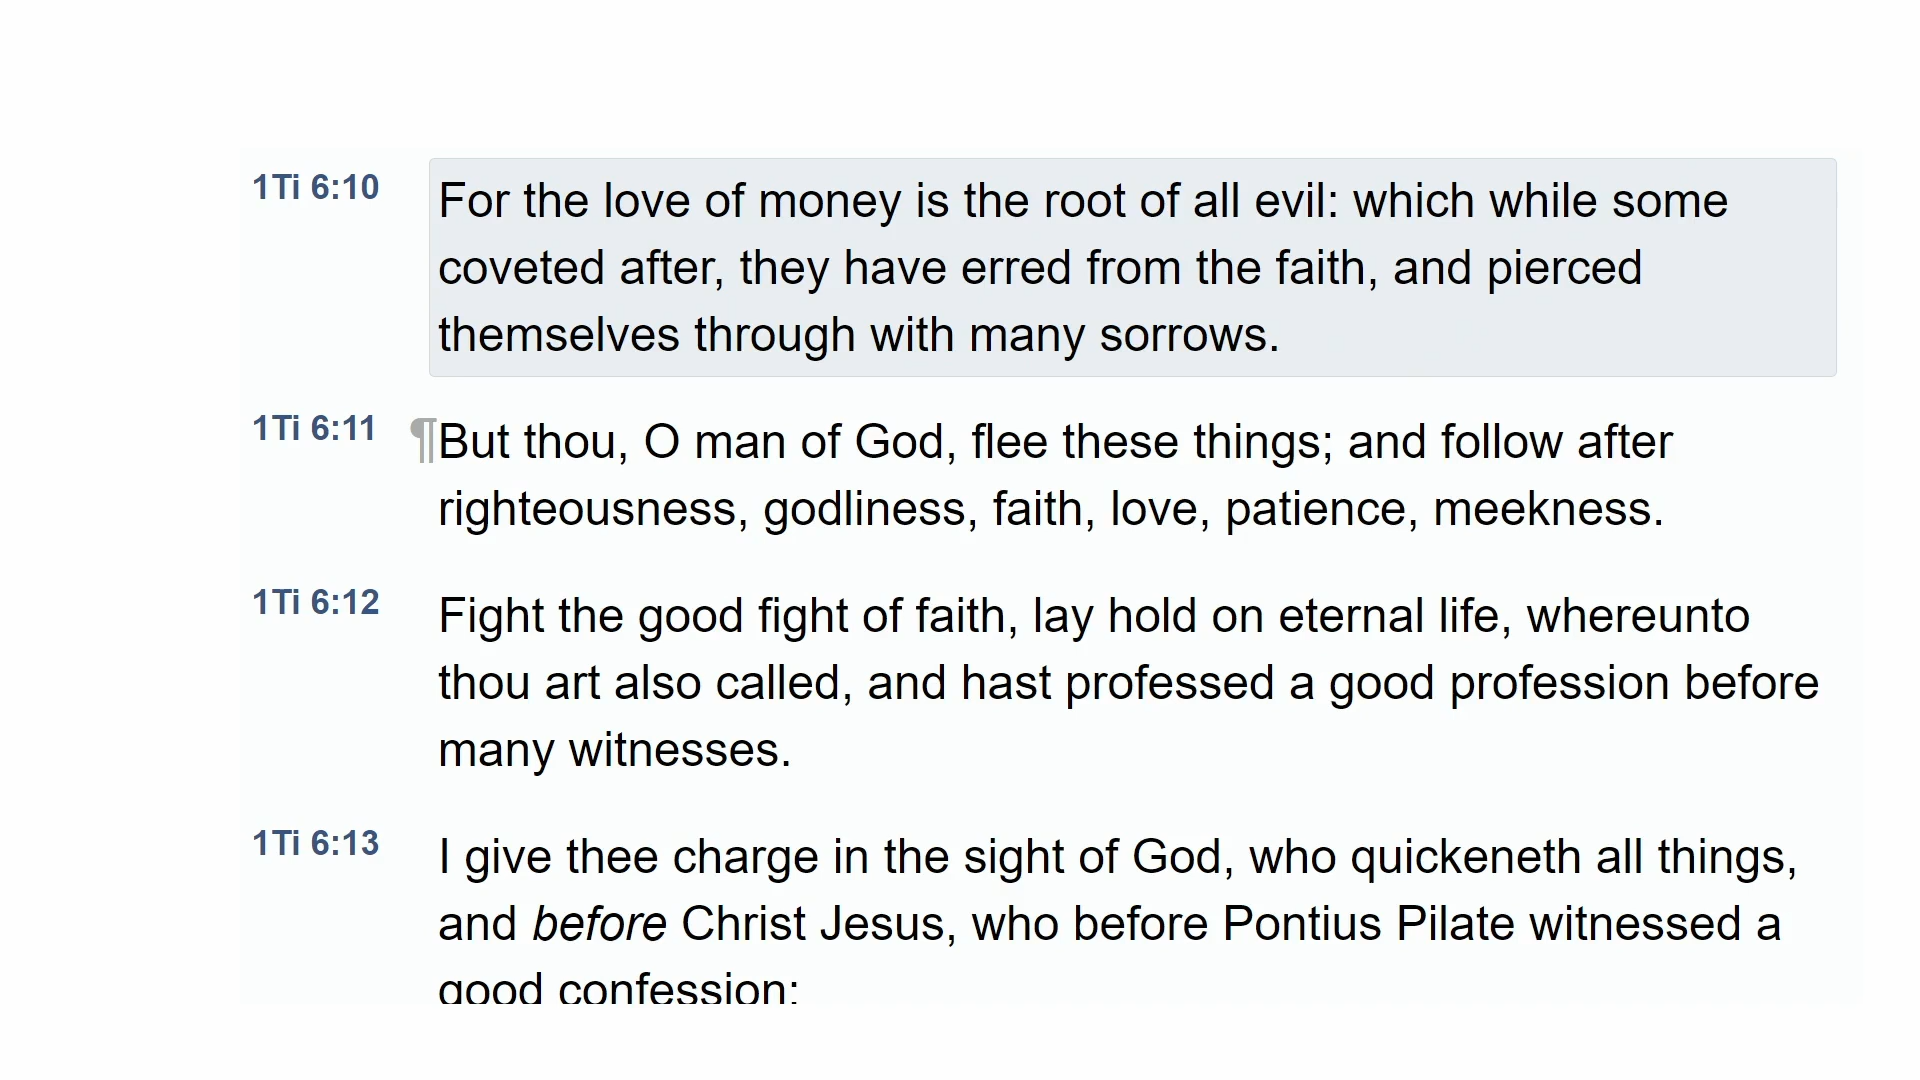 1Ti 6:10 For the love of money is the root of all evil: which while some
coveted after, they have erred from the faith, and pierced
themselves through with many sorrows.
1Ti 6:11 ¶But thou, O man of God, flee these things; and follow after
righteousness, godliness, faith, love, patience, meekness.
1Ti 6:12 Fight the good fight of faith, lay hold on eternal life, whereunto
thou art also called, and hast professed a good profession before
many witnesses.
1Ti 6:13 I give thee charge in the sight of God, who quickeneth all things,
and before Christ Jesus, who before Pontius Pilate witnessed a
good confession: